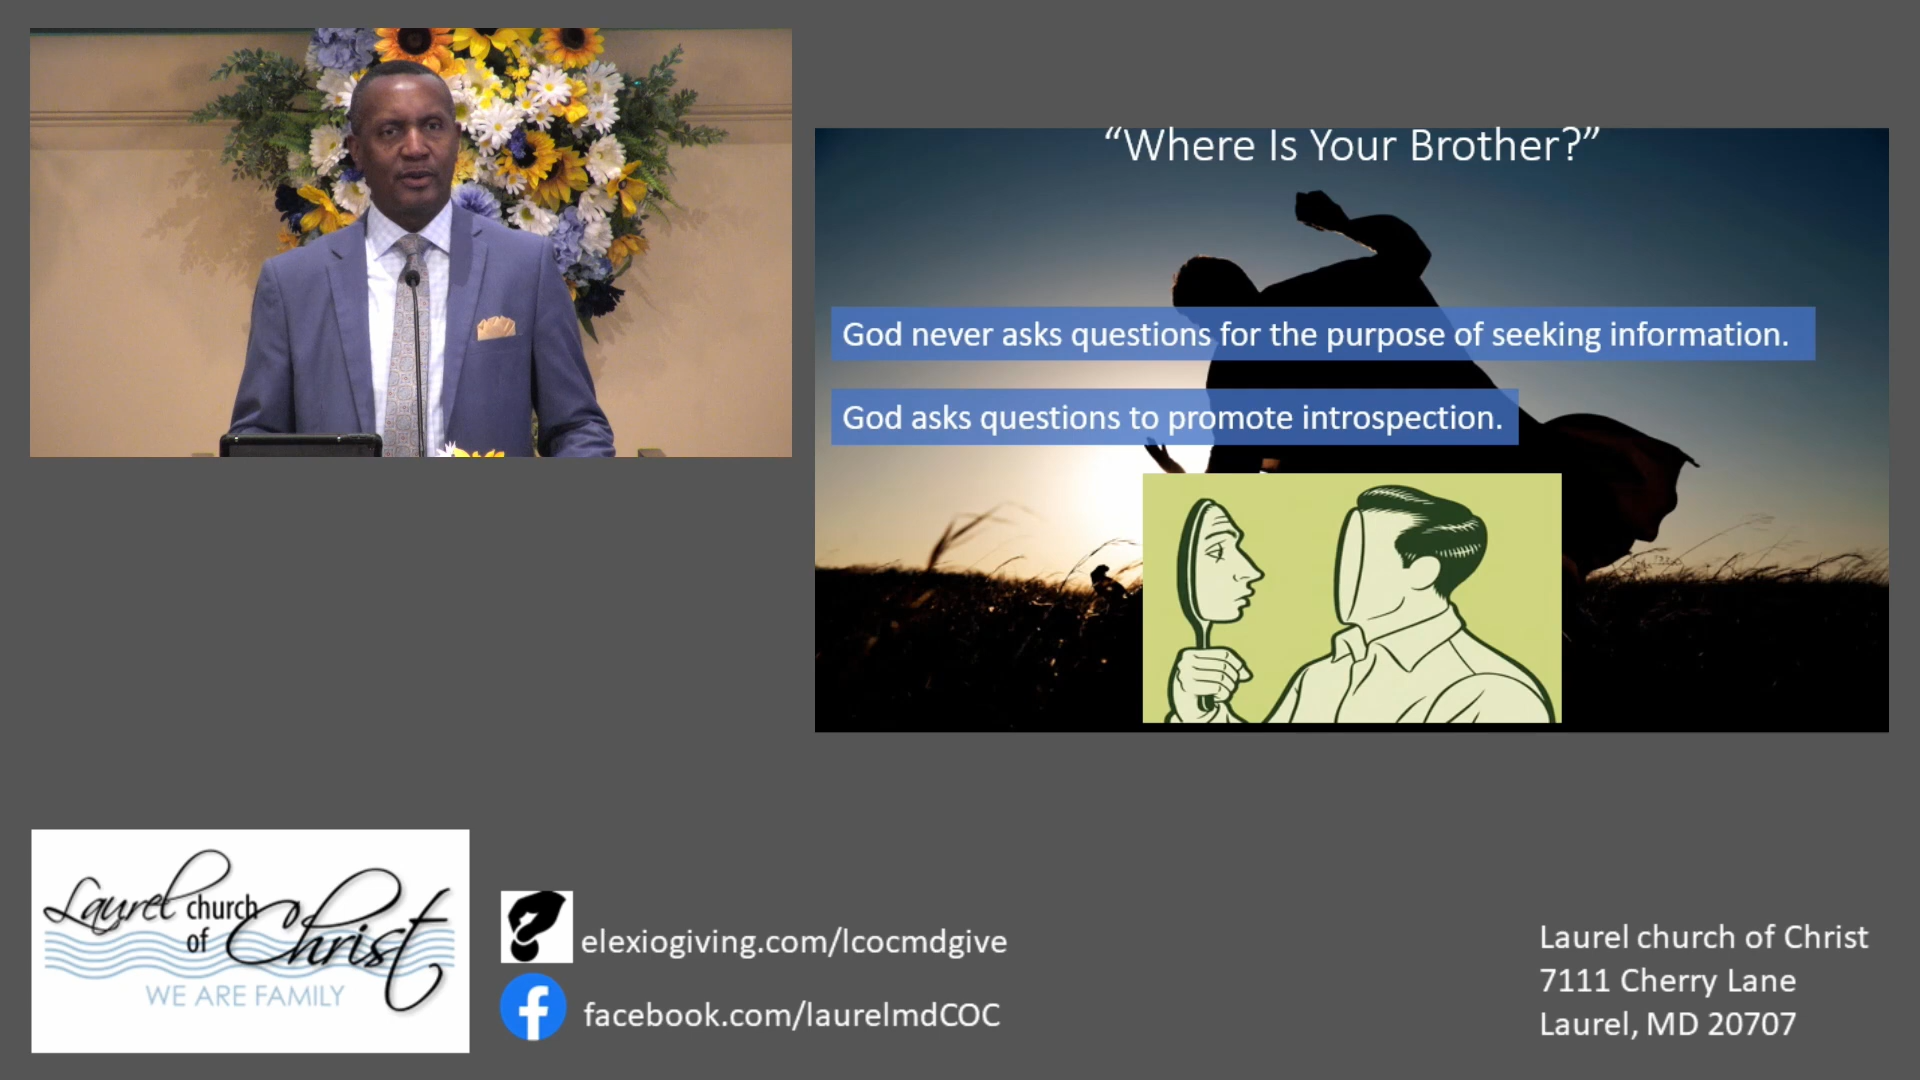 “Where Is Your Brother?”
God never asks questions for the purpose of seeking information.
God asks questions to promote introspection.
Laurel church
of Christ
WE ARE FAMILY
elexiogiving.com/lcocmdgive
facebook.com/laurelmdCOC
Laurel church of Christ
7111 Cherry Lane
Laurel, MD 20707